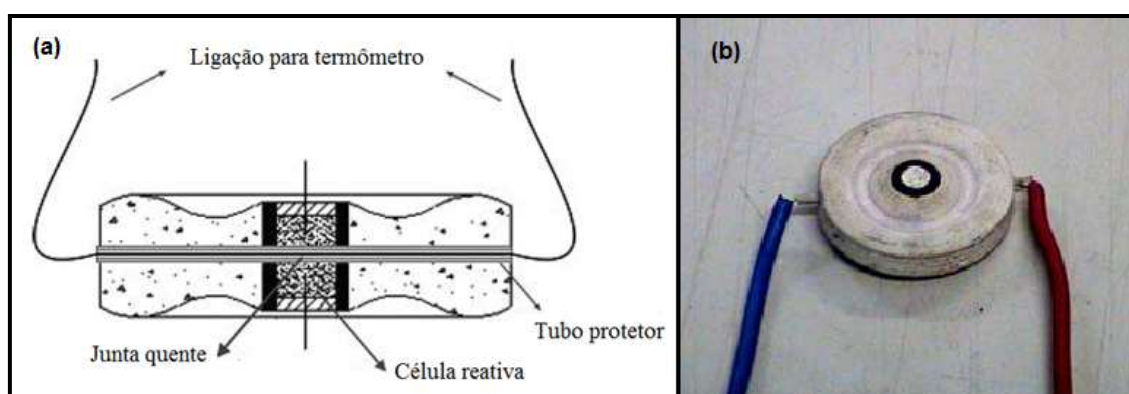 (a)
Ligação para termômetro
Tubo protetor
Junta quente
Célula reativa
(b)